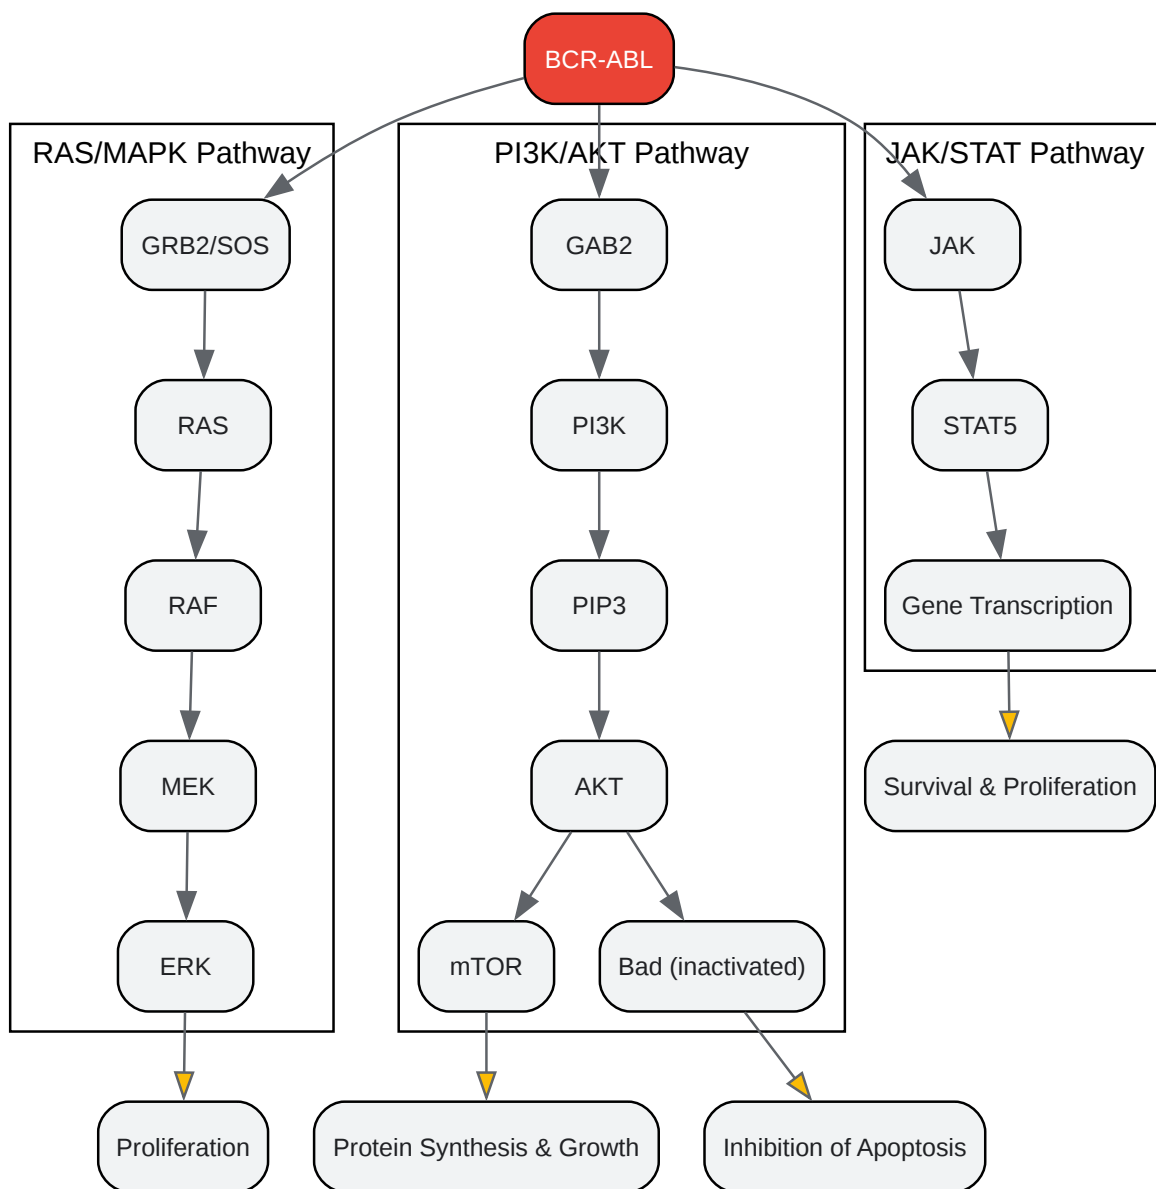 BCR-ABL
RAS/MAPK Pathway
GRB2/SOS
RAS
RAF
MEK
ERK
Proliferation
PI3K/AKT Pathway
GAB2
PI3K
PIP3
AKT
mTOR
Bad (inactivated)
Protein Synthesis & Growth
Inhibition of Apoptosis
JAK/STAT Pathway
JAK
STAT5
Gene Transcription
Survival & Proliferation